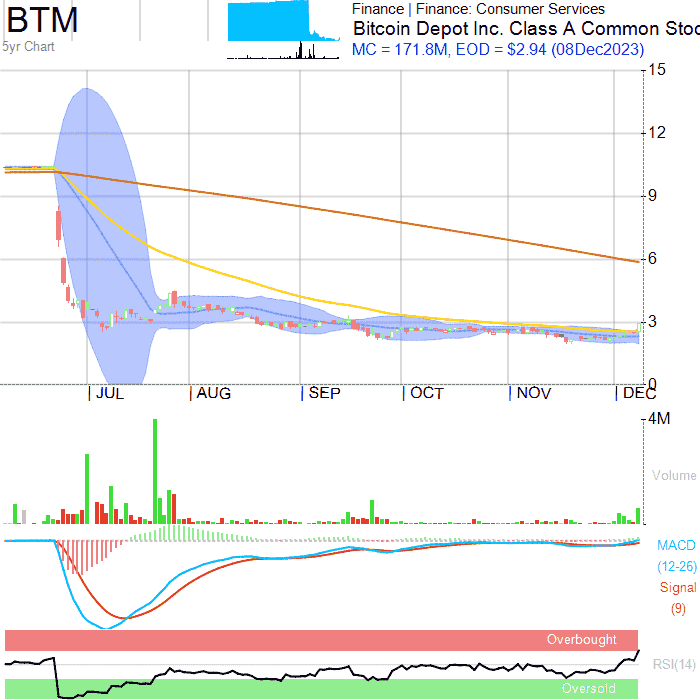 BTM
5yr Chart
Finance | Finance: Consumer Services
Bitcoin Depot Inc. Class A Common Stoc
MC = 171.8M, EOD = $2.94 (08Dec2023)
15
12
9
6
3
0
JUL AUG SEP OCT NOV DEC
4M
Volume
MACD
(12-26)
Signal
(9)
Overbought
RSI(14)
Oversold